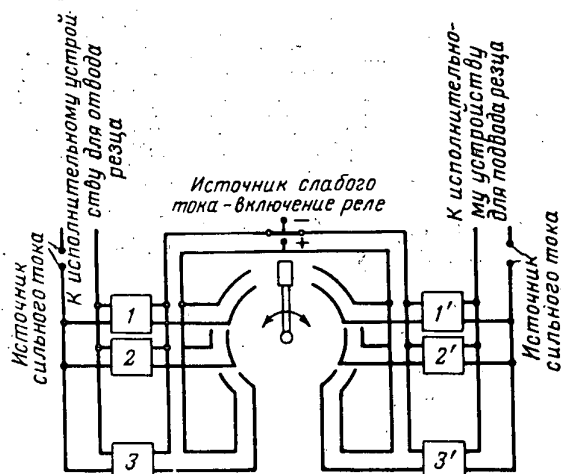 Источник
сильного тока
К исполнительному устрой-
ству для отвода
резца
Источник слабого
тока - включение реле
−
+
К исполнительно-
му устройству
для подвода резца
Источник
сильного тока
1
2
3
1'
2'
3'